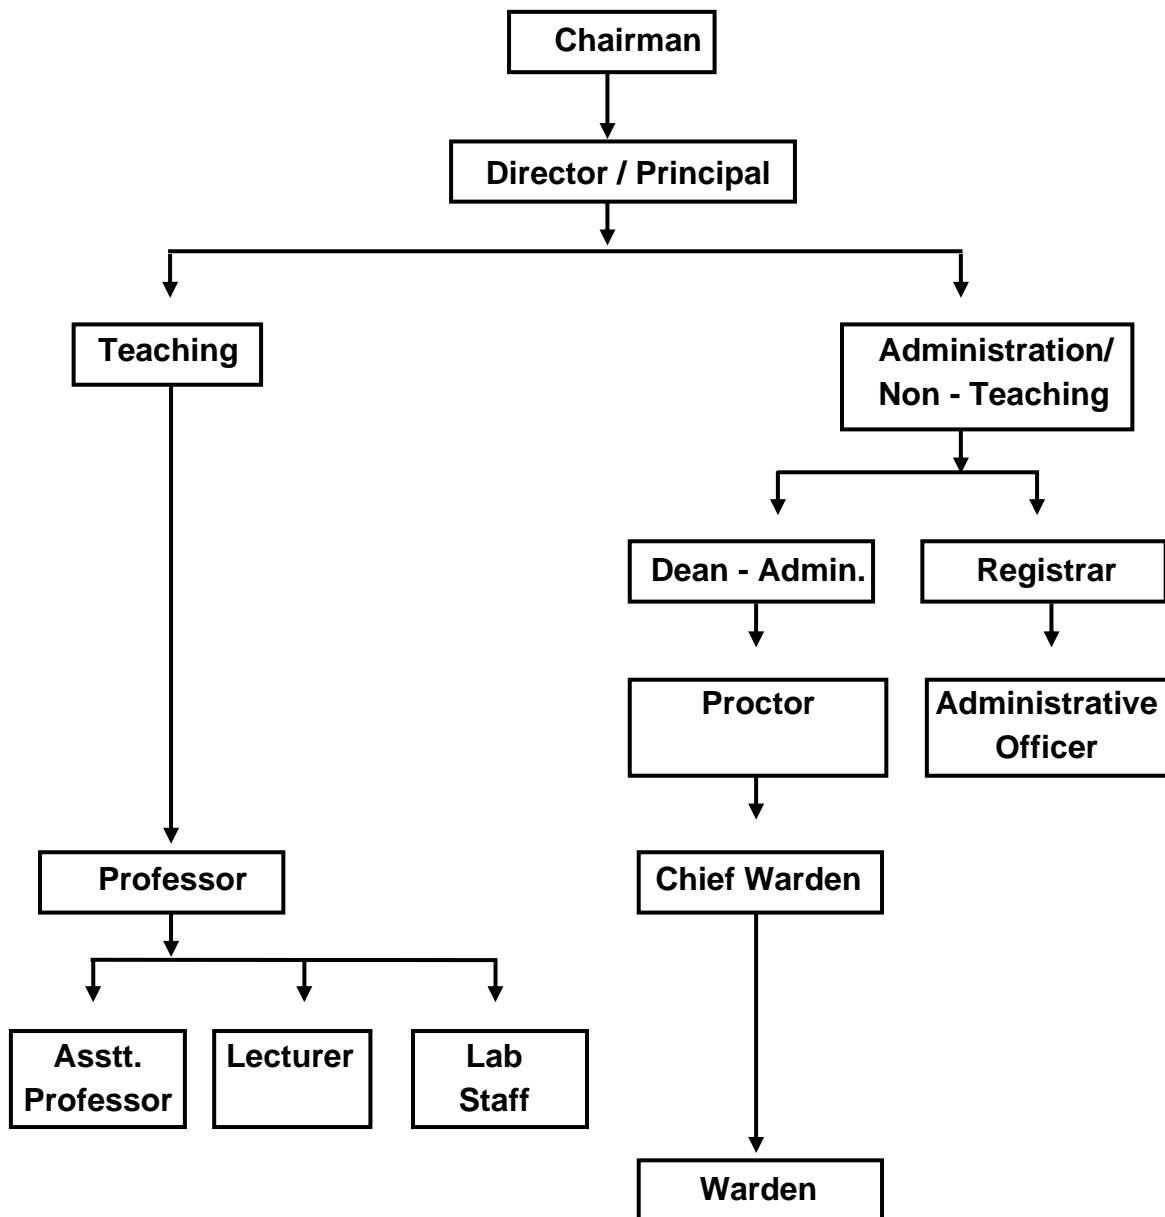 Chairman
Director / Principal
Teaching
Administration/
Non - Teaching
Dean - Admin.
Registrar
Proctor
Administrative
Officer
Professor
Chief Warden
Asstt.
Professor
Lecturer
Lab
Staff
Warden